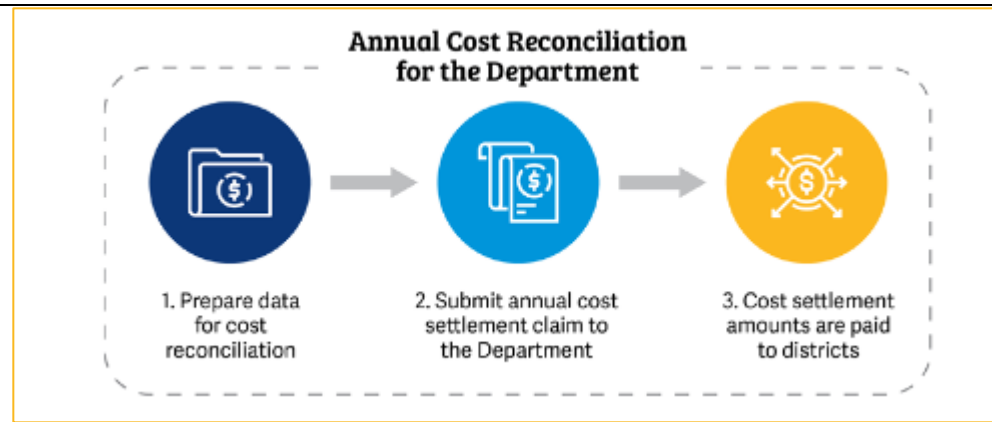 Annual Cost Reconciliation
for the Department
$
$
$
1. Prepare data
for cost
reconciliation
2. Submit annual cost
settlement claim to
the Department
3. Cost settlement
amounts are paid
to districts